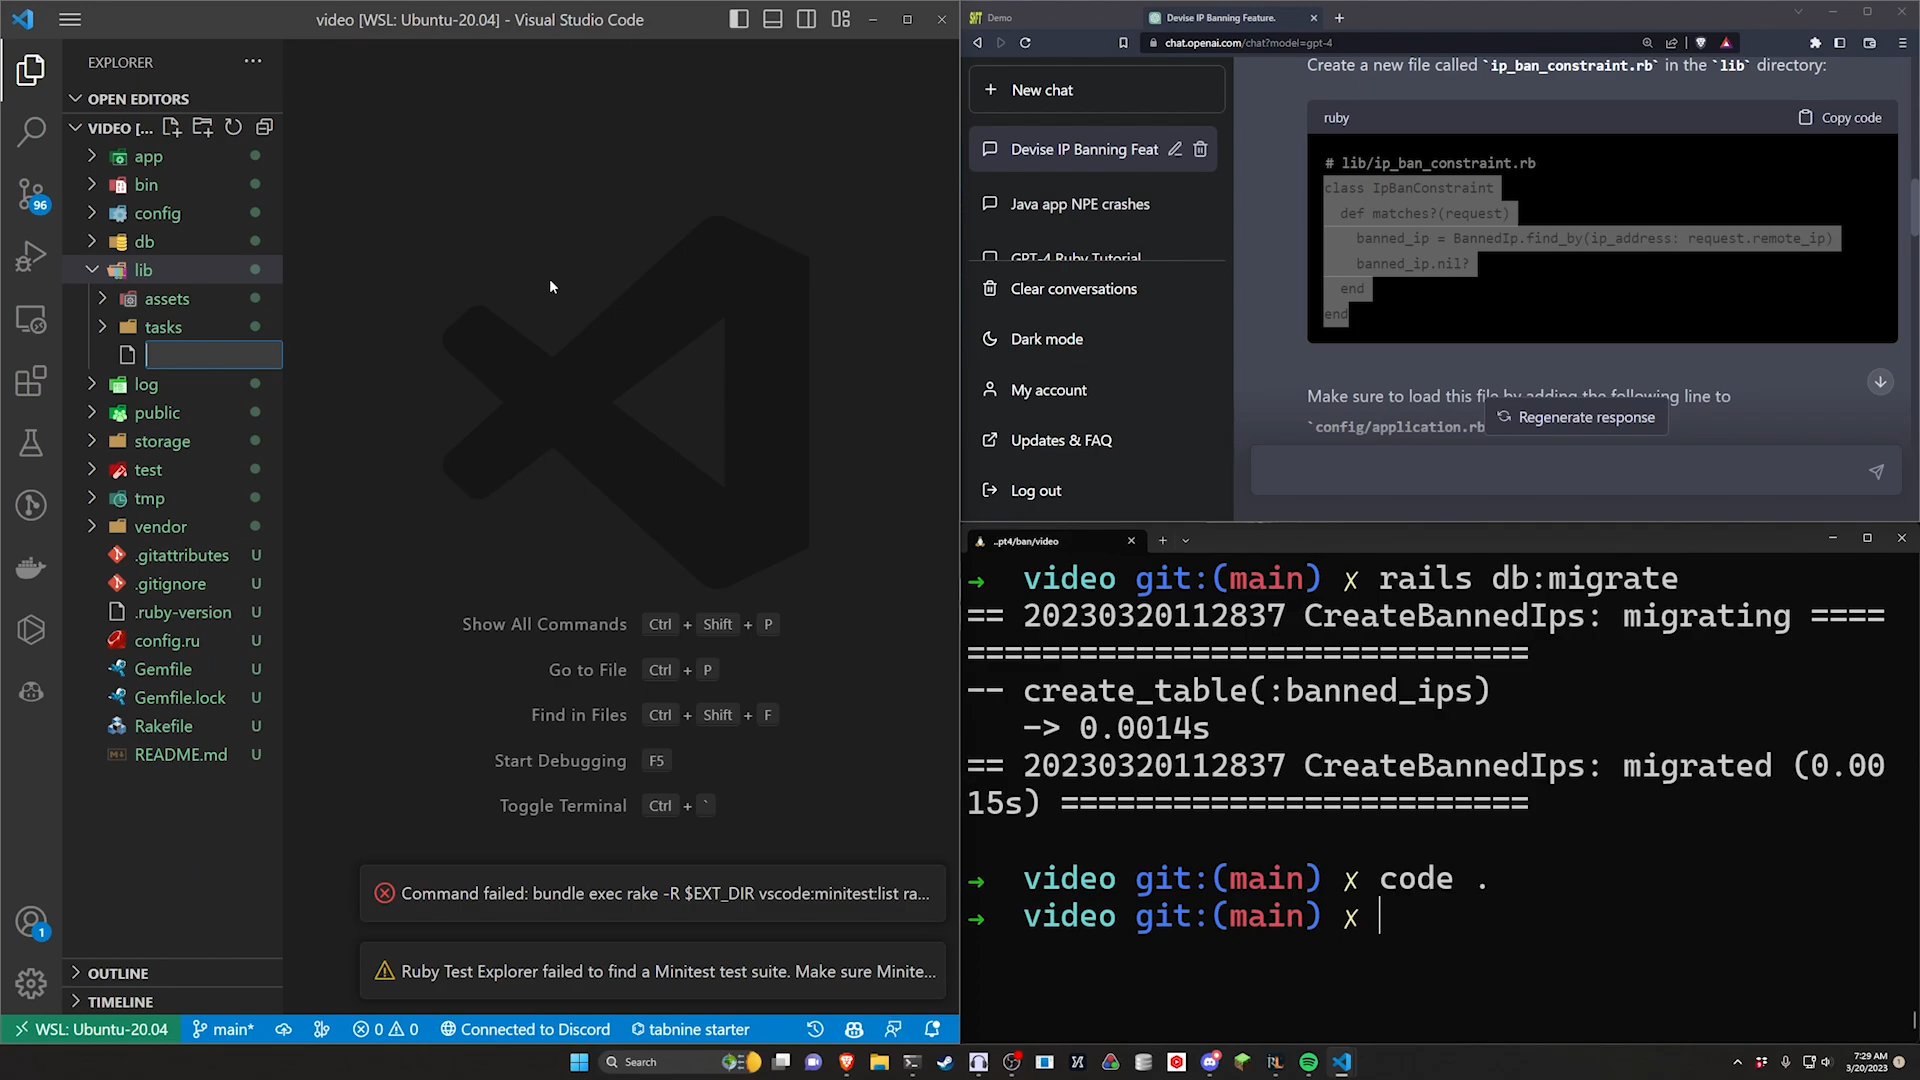 video [WSL: Ubuntu-20.04] - Visual Studio Code
EXPLORER
OPEN EDITORS
VIDEO [...
app
bin
config
db
lib
assets
tasks
log
public
storage
test
tmp
vendor
.gitattributes U
.gitignore U
.ruby-version U
config.ru U
Gemfile U
Gemfile.lock U
Rakefile U
README.md U
OUTLINE
TIMELINE
96
1
Show All Commands Ctrl + Shift + P
Go to File Ctrl + P
Find in Files Ctrl + Shift + F
Start Debugging F5
Toggle Terminal Ctrl + `
Command failed: bundle exec rake -R $EXT_DIR vscode:minitest:list ra...
Ruby Test Explorer failed to find a Minitest test suite. Make sure Minite...
WSL: Ubuntu-20.04 main* 0 0 Connected to Discord tabnine starter
Demo
Devise IP Banning Feature.
chat.openai.com/chat?model=gpt-4
New chat
Devise IP Banning Feat
Java app NPE crashes
GPT-4 Ruby Tutorial
Clear conversations
Dark mode
My account
Updates & FAQ
Log out
Create a new file called `ip_ban_constraint.rb` in the `lib` directory:
ruby Copy code
# lib/ip_ban_constraint.rb
class IpBanConstraint
def matches?(request)
banned_ip = BannedIp.find_by(ip_address: request.remote_ip)
banned_ip.nil?
end
end
Make sure to load this file by adding the following line to
`config/application.rb
Regenerate response
..pt4/ban/video
→ video git:(main) ✗ rails db:migrate
== 20230320112837 CreateBannedIps: migrating ====
==============================
-- create_table(:banned_ips)
-> 0.0014s
== 20230320112837 CreateBannedIps: migrated (0.00
15s) =========================
→ video git:(main) ✗ code .
→ video git:(main) ✗
Search
7:29 AM
3/20/2023